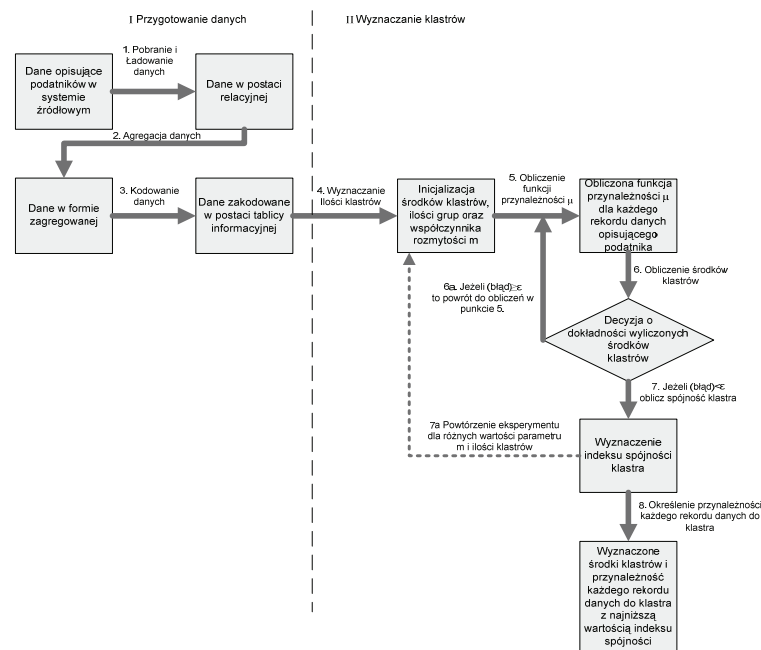 I Przygotowanie danych
II Wyznaczanie klastrów
1. Pobranie i
Ładowanie
danych
Dane opisujące
podatników w
systemie
źródłowym
Dane w postaci
relacyjnej
2. Agregacja danych
Dane w formie
zagregowanej
3. Kodowanie
danych
Dane zakodowane
w postaci tablicy
informacyjnej
4. Wyznaczanie
Ilości klastrów
Inicjalizacja
środków klastrów,
ilości grup oraz
współczynnika
rozmytości m
5. Obliczenie
funkcji
przynależności μ
Obliczona funkcja
przynależności μ
dla każdego
rekordu danych
opisującego
podatnika
6. Obliczenie środków
klastrów
6a. Jeżeli (błąd)≥ε
to powrót do obliczeń w
punkcie 5.
Decyzja o
dokładności wyliczonych
środków
klastrów
7. Jeżeli (błąd)<ε
oblicz spójność klastra
7a Powtórzenie eksperymentu
dla różnych wartości parametru
m i ilości klastrów
Wyznaczenie
indeksu spójności
klastra
8. Określenie przynależności
każdego rekordu danych do
klastra
Wyznaczone
środki klastrów i
przynależność
każdego rekordu
danych do klastra
z najniższą
wartością indeksu
spójności